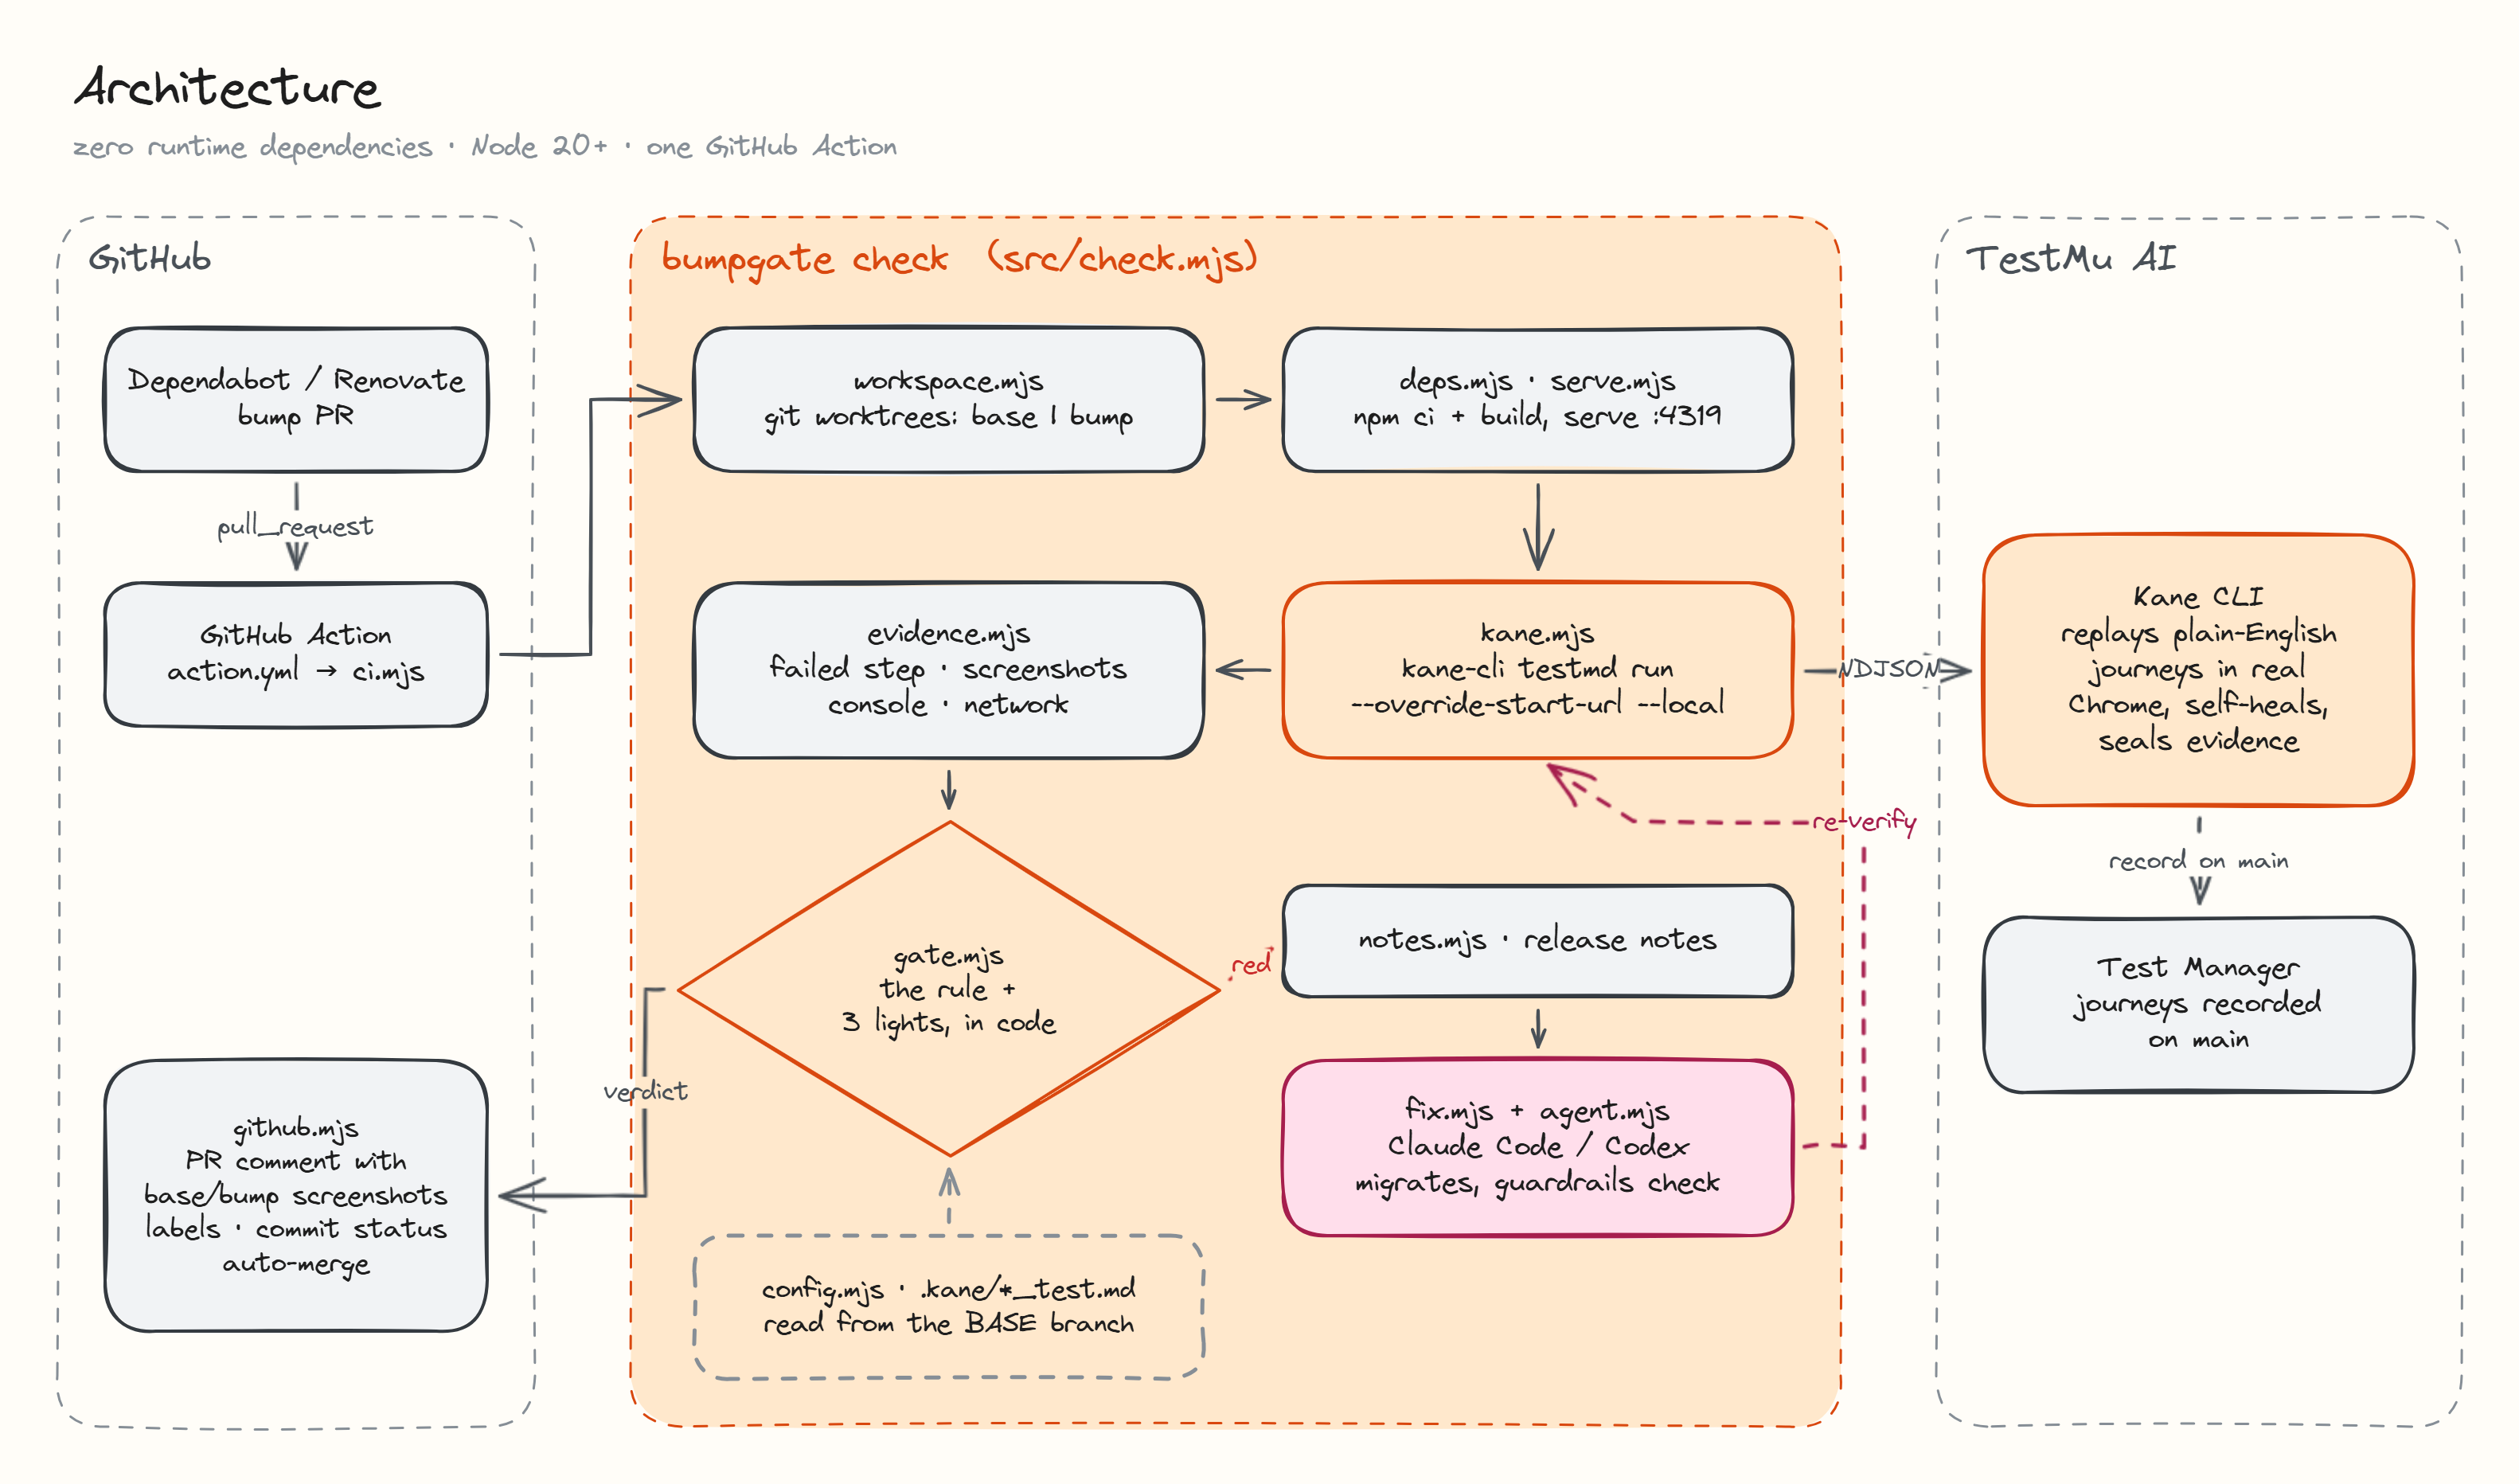 Architecture
zero runtime dependencies · Node 20+ · one GitHub Action
GitHub
Dependabot / Renovate
bump PR
pull_request
GitHub Action
action.yml → ci.mjs
github.mjs
PR comment with
base/bump screenshots
labels · commit status
auto-merge
bumpgate check (src/check.mjs)
workspace.mjs
git worktrees: base | bump
deps.mjs · serve.mjs
npm ci + build, serve :4319
evidence.mjs
failed step · screenshots
console · network
kane.mjs
kane-cli testmd run
--override-start-url --local
NDJSON
re-verify
gate.mjs
the rule +
3 lights, in code
red
verdict
notes.mjs · release notes
fix.mjs + agent.mjs
Claude Code / Codex
migrates, guardrails check
config.mjs · .kane/*_test.md
read from the BASE branch
TestMu AI
Kane CLI
replays plain-English
journeys in real
Chrome, self-heals,
seals evidence
record on main
Test Manager
journeys recorded
on main